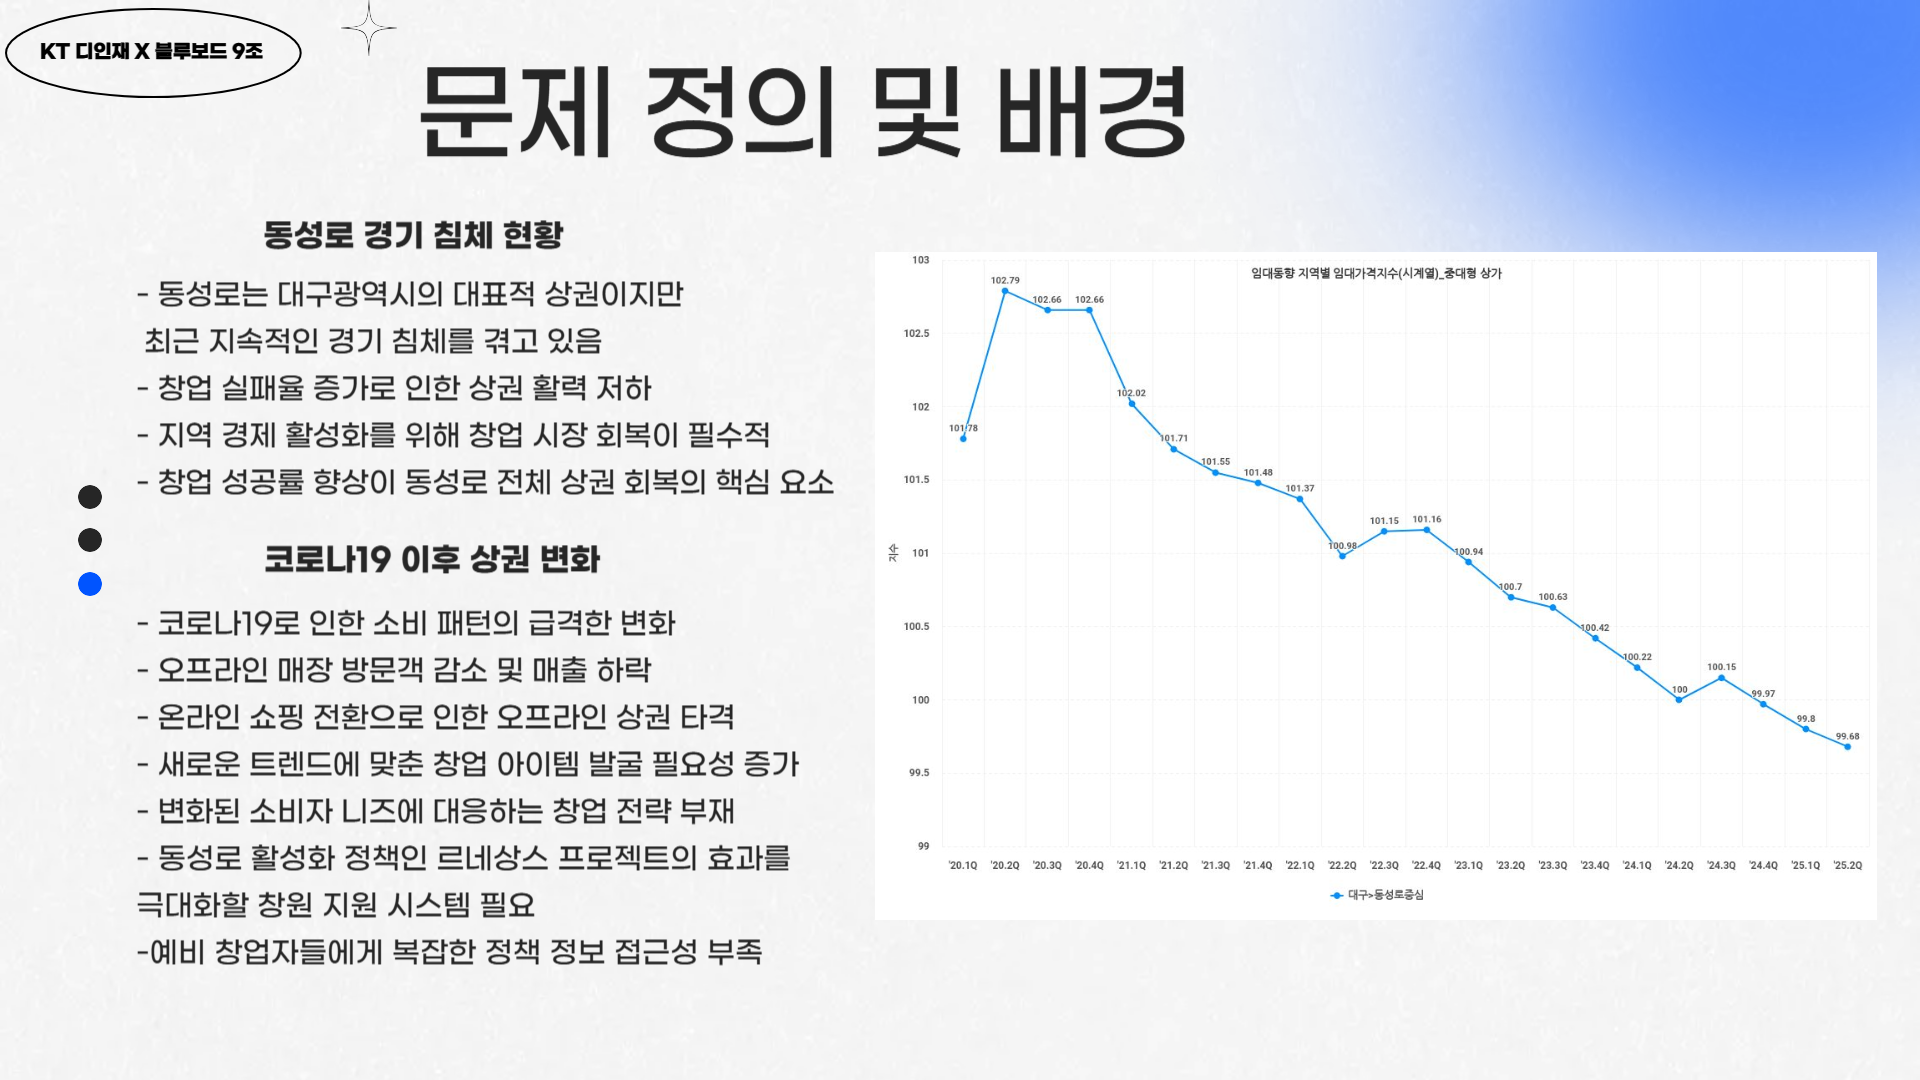 KT 디인재 X 블루보드 9조
문제 정의 및 배경
동성로 경기 침체 현황
- 동성로는 대구광역시의 대표적 상권이지만
최근 지속적인 경기 침체를 겪고 있음
- 창업 실패율 증가로 인한 상권 활력 저하
- 지역 경제 활성화를 위해 창업 시장 회복이 필수적
- 창업 성공률 향상이 동성로 전체 상권 회복의 핵심 요소
코로나19 이후 상권 변화
- 코로나19로 인한 소비 패턴의 급격한 변화
- 오프라인 매장 방문객 감소 및 매출 하락
- 온라인 쇼핑 전환으로 인한 오프라인 상권 타격
- 새로운 트렌드에 맞춘 창업 아이템 발굴 필요성 증가
- 변화된 소비자 니즈에 대응하는 창업 전략 부재
- 동성로 활성화 정책인 르네상스 프로젝트의 효과를
극대화할 창원 지원 시스템 필요
-예비 창업자들에게 복잡한 정책 정보 접근성 부족
임대동향 지역별 임대가격지수(시계열)_중대형 상가
지수
103
102.5
102
101.5
101
100.5
100
99.5
99
101.78
102.79
102.66
102.66
102.02
101.71
101.55
101.48
101.37
100.98
101.15
101.16
100.94
100.7
100.63
100.42
100.22
100
100.15
99.97
99.8
99.68
'20.1Q '20.2Q '20.3Q '20.4Q '21.1Q '21.2Q '21.3Q '21.4Q '22.1Q '22.2Q '22.3Q '22.4Q '23.1Q '23.2Q '23.3Q '23.4Q '24.1Q '24.2Q '24.3Q '24.4Q '25.1Q '25.2Q
대구>동성로중심